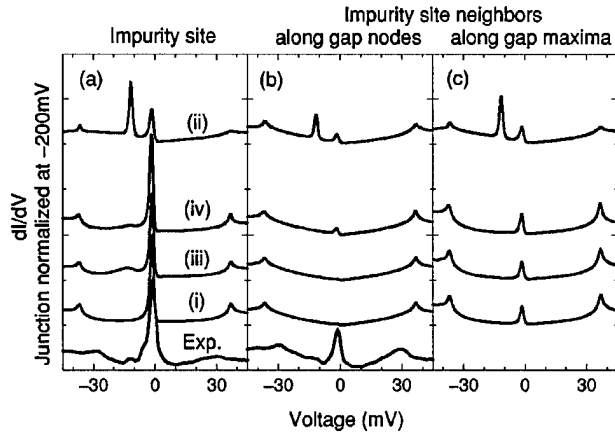 Impurity site neighbors
Impurity site along gap nodes along gap maxima
(a) (b) (c)
(ii)
(iv)
(iii)
(i)
Exp.
dI/dV
Junction normalized at −200mV
−30 0 30 −30 0 30 −30 0 30
Voltage (mV)